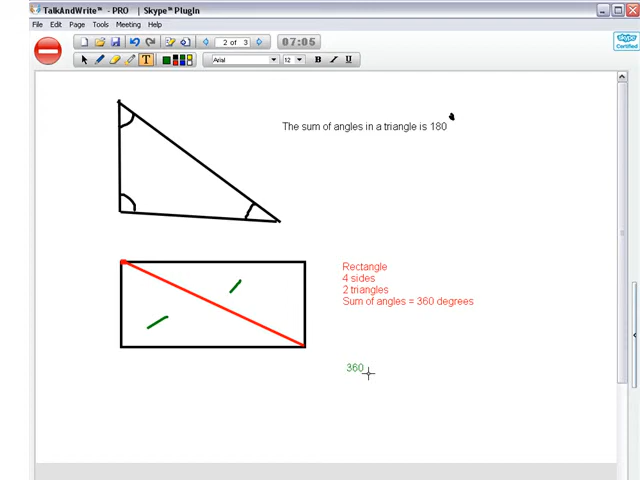 TalkAndWrite™ - PRO | Skype™ PlugIn
File Edit Page Tools Meeting Help
2 of 3 07:05
Arial 12 B I U
skype Certified
The sum of angles in a triangle is 180
Rectangle
4 sides
2 triangles
Sum of angles = 360 degrees
360